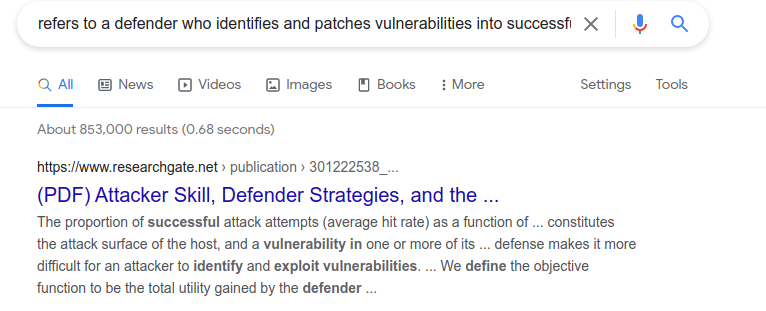 refers to a defender who identifies and patches vulnerabilities into successfu
All News Videos Images Books More Settings Tools
About 853,000 results (0.68 seconds)
https://www.researchgate.net › publication › 301222538_...
(PDF) Attacker Skill, Defender Strategies, and the ...
The proportion of successful attack attempts (average hit rate) as a function of ... constitutes
the attack surface of the host, and a vulnerability in one or more of its ... defense makes it more
difficult for an attacker to identify and exploit vulnerabilities. ... We define the objective
function to be the total utility gained by the defender ...